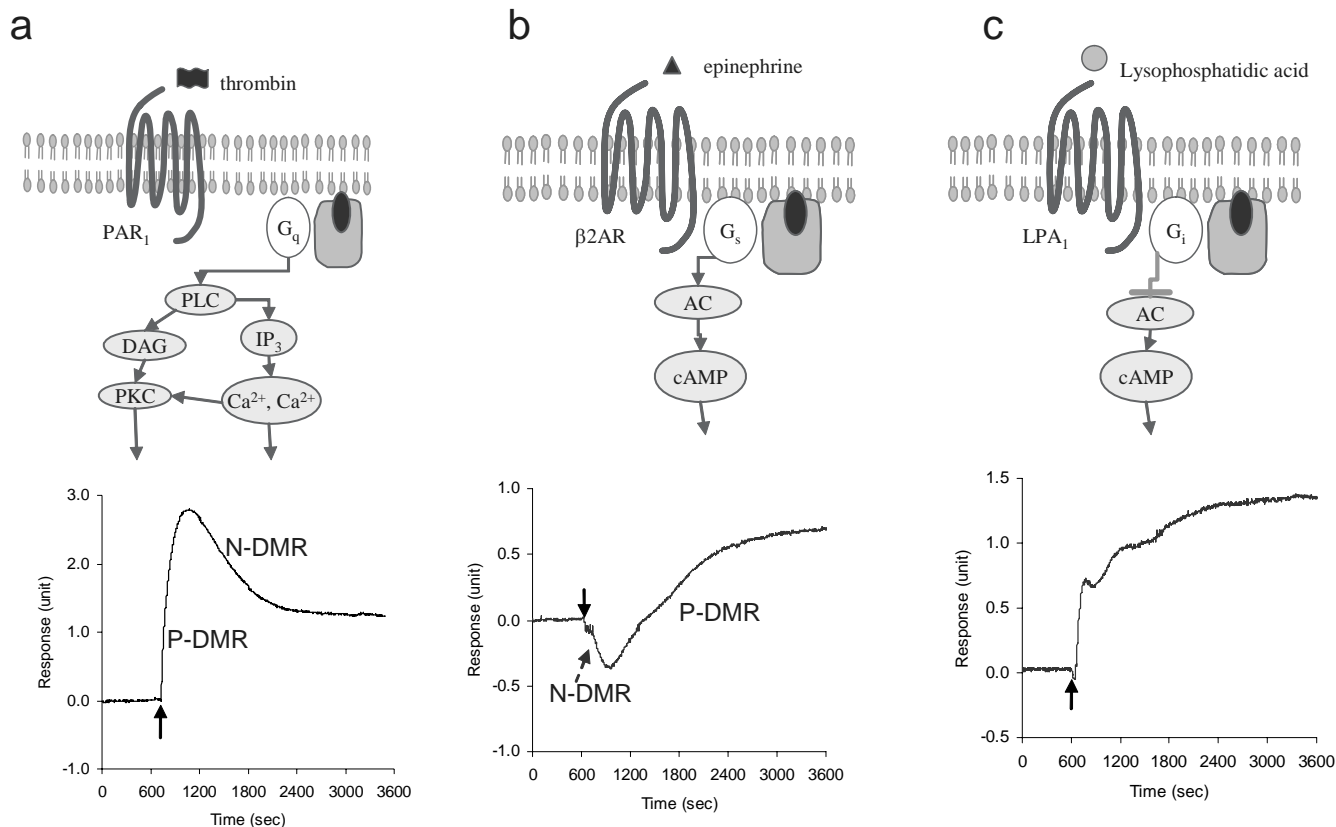 a
thrombin
PAR₁
G_q
PLC
DAG
IP₃
PKC
Ca²⁺, Ca²⁺
3.0
2.0
1.0
0.0
-1.0
Response (unit)
N-DMR
P-DMR
0 600 1200 1800 2400 3000 3600
Time (sec)
b
epinephrine
β2AR
G_s
AC
cAMP
1.0
0.5
0.0
-0.5
-1.0
Response (unit)
P-DMR
N-DMR
0 600 1200 1800 2400 3000 3600
Time (sec)
c
Lysophosphatidic acid
LPA₁
G_i
AC
cAMP
1.5
1.0
0.5
0.0
-0.5
Response (unit)
0 600 1200 1800 2400 3000 3600
Time (sec)